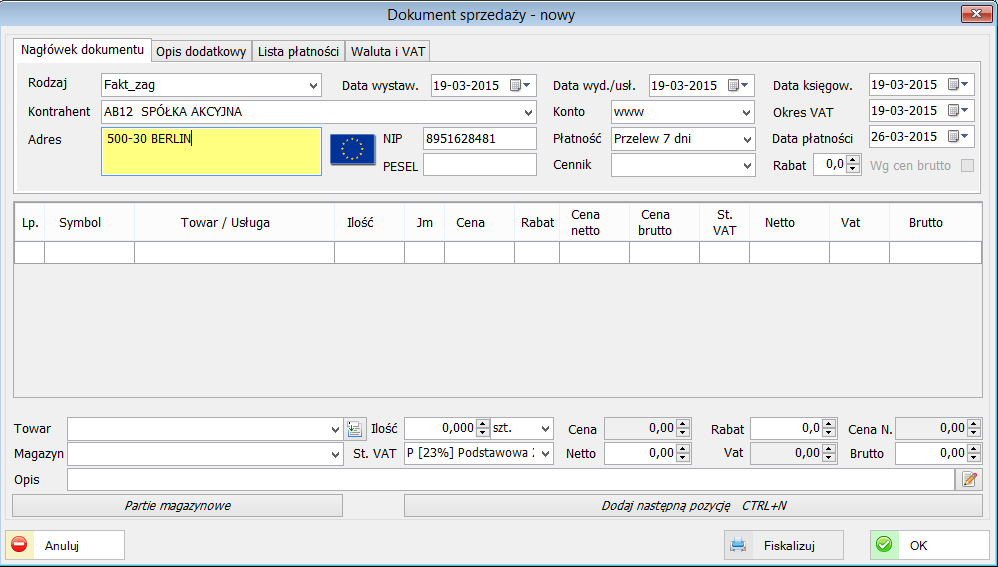 Dokument sprzedaży - nowy
Nagłówek dokumentu Opis dodatkowy Lista płatności Waluta i VAT
Rodzaj Fakt_zag Data wystaw. 19-03-2015 Data wyd./usł. 19-03-2015 Data księgow. 19-03-2015
Kontrahent AB12 SPÓŁKA AKCYJNA Konto www Okres VAT 19-03-2015
Adres 500-30 BERLIN NIP 8951628481 Płatność Przelew 7 dni Data płatności 26-03-2015
PESEL Cennik Rabat 0,0 Wg cen brutto
Lp. Symbol Towar / Usługa Ilość Jm Cena Rabat Cena netto Cena brutto St. VAT Netto Vat Brutto
Towar Ilość 0,000 szt. Cena 0,00 Rabat 0,0 Cena N. 0,00
Magazyn St. VAT P [23%] Podstawowa Netto 0,00 Vat 0,00 Brutto 0,00
Opis
Partie magazynowe Dodaj następną pozycję CTRL+N
Anuluj Fiskalizuj OK